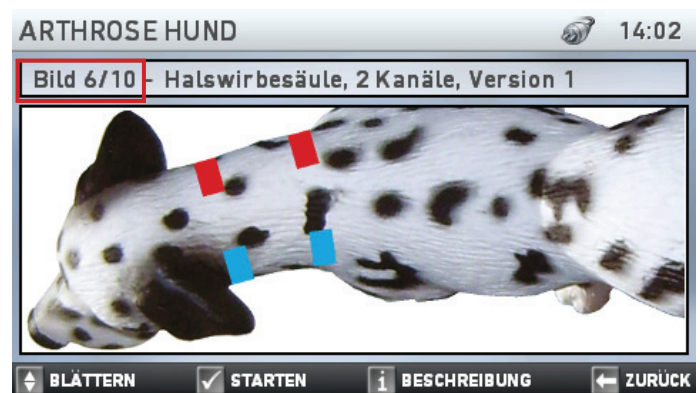 ARTHROSE HUND 14:02
Bild 6/10 - Halswirbesäule, 2 Kanäle, Version 1
BLÄTTERN STARTEN i BESCHREIBUNG ZURÜCK